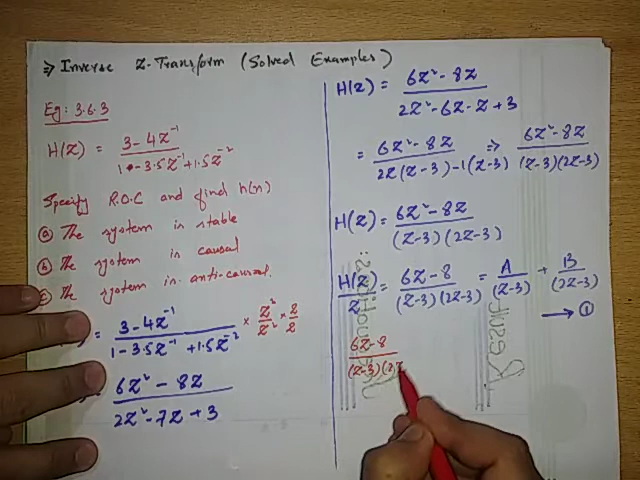 ⇒ Inverse Z-Transform (Solved Examples)
Eg: 3.6.3
H(Z) = 3-4Z⁻¹ / 1-3.5Z⁻¹+1.5Z⁻²
Specify R.O.C and find h(n)
(a) The system is stable
(b) The system is causal
(c) The system is anti-causal.
= 3-4Z⁻¹ / 1-3.5Z⁻¹+1.5Z⁻² × Z²/Z² × 2/2
6Z²-8Z / 2Z²-7Z+3
H(Z) = 6Z²-8Z / 2Z²-6Z-Z+3
= 6Z²-8Z / 2Z(Z-3)-1(Z-3) ⇒ 6Z²-8Z / (Z-3)(2Z-3)
H(Z) = 6Z²-8Z / (Z-3)(2Z-3)
H(Z)/Z = 6Z-8 / (Z-3)(2Z-3) = A/(Z-3) + B/(2Z-3)
→ ①
6Z-8 / (Z-3)(2Z